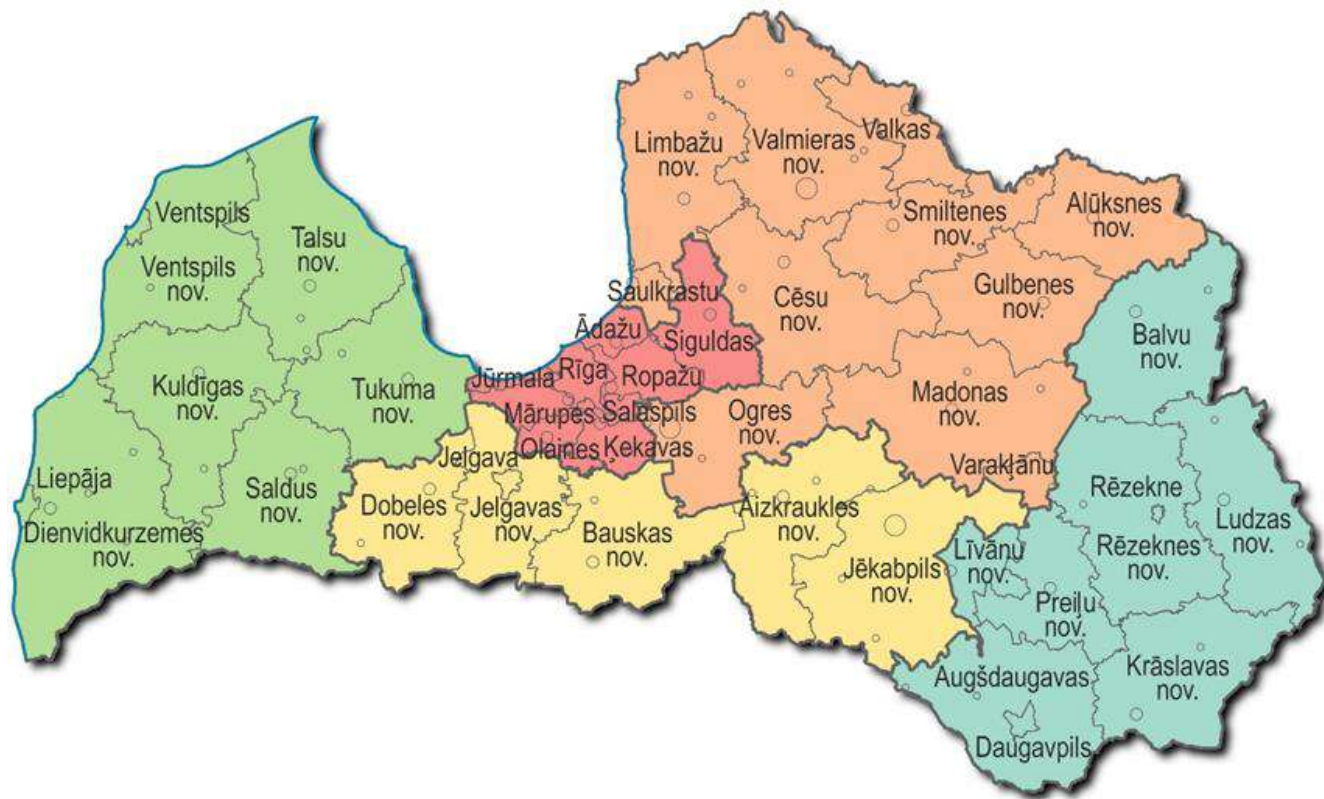 Ventspils
Ventspils
nov.
Talsu
nov.
Kuldīgas
nov.
Tukuma
nov.
Liepāja
Dienvidkurzemes
nov.
Saldus
nov.
Limbažu
nov.
Valmieras
nov.
Valkas
Smiltenes
nov.
Alūksnes
nov.
Gulbenes
nov.
Cēsu
nov.
Saulkrastu
Siguldas
Ādažu
Jūrmala
Rīga
Ropažu
Mārupes
Salaspils
Olaines
Ķekavas
Ogres
nov.
Madonas
nov.
Varakļānu
Balvu
nov.
Jelgava
Dobeles
nov.
Jelgavas
nov.
Bauskas
nov.
Aizkraukles
nov.
Jēkabpils
nov.
Rēzekne
Rēzeknes
nov.
Ludzas
nov.
Līvānu
nov.
Preiļu
nov.
Krāslavas
nov.
Augšdaugavas
Daugavpils